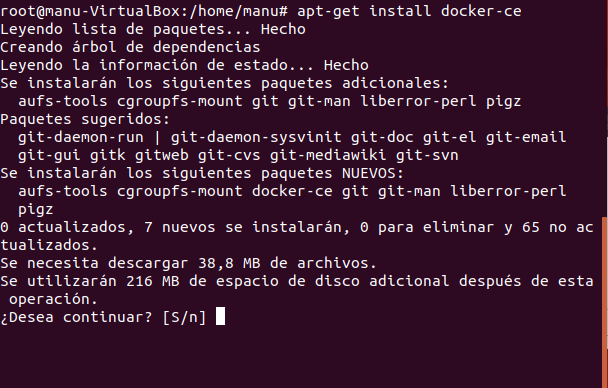 root@manu-VirtualBox:/home/manu# apt-get install docker-ce
Leyendo lista de paquetes... Hecho
Creando árbol de dependencias
Leyendo la información de estado... Hecho
Se instalarán los siguientes paquetes adicionales:
  aufs-tools cgroupfs-mount git git-man liberror-perl pigz
Paquetes sugeridos:
  git-daemon-run | git-daemon-sysvinit git-doc git-el git-email
  git-gui gitk gitweb git-cvs git-mediawiki git-svn
Se instalarán los siguientes paquetes NUEVOS:
  aufs-tools cgroupfs-mount docker-ce git git-man liberror-perl
  pigz
0 actualizados, 7 nuevos se instalarán, 0 para eliminar y 65 no ac
tualizados.
Se necesita descargar 38,8 MB de archivos.
Se utilizarán 216 MB de espacio de disco adicional después de esta
 operación.
¿Desea continuar? [S/n]